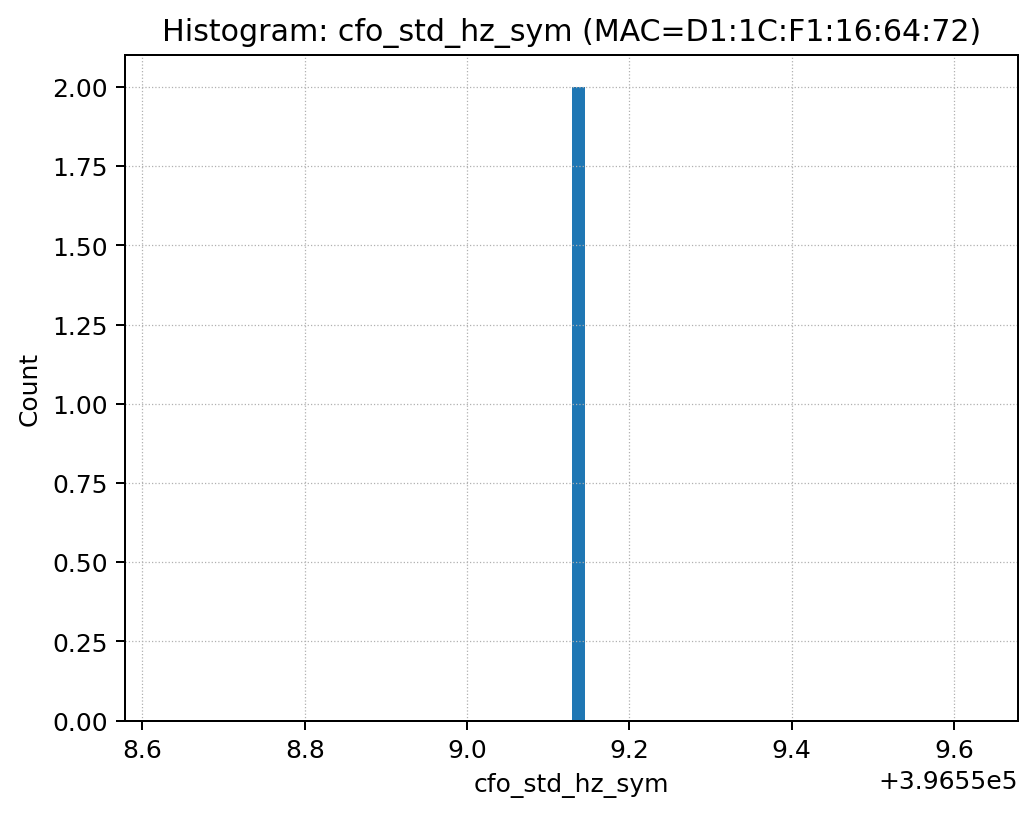 Histogram: cfo_std_hz_sym (MAC=D1:1C:F1:16:64:72)
2.00
1.75
1.50
1.25
1.00
0.75
0.50
0.25
0.00
Count
8.6 8.8 9.0 9.2 9.4 9.6
cfo_std_hz_sym
+3.9655e5